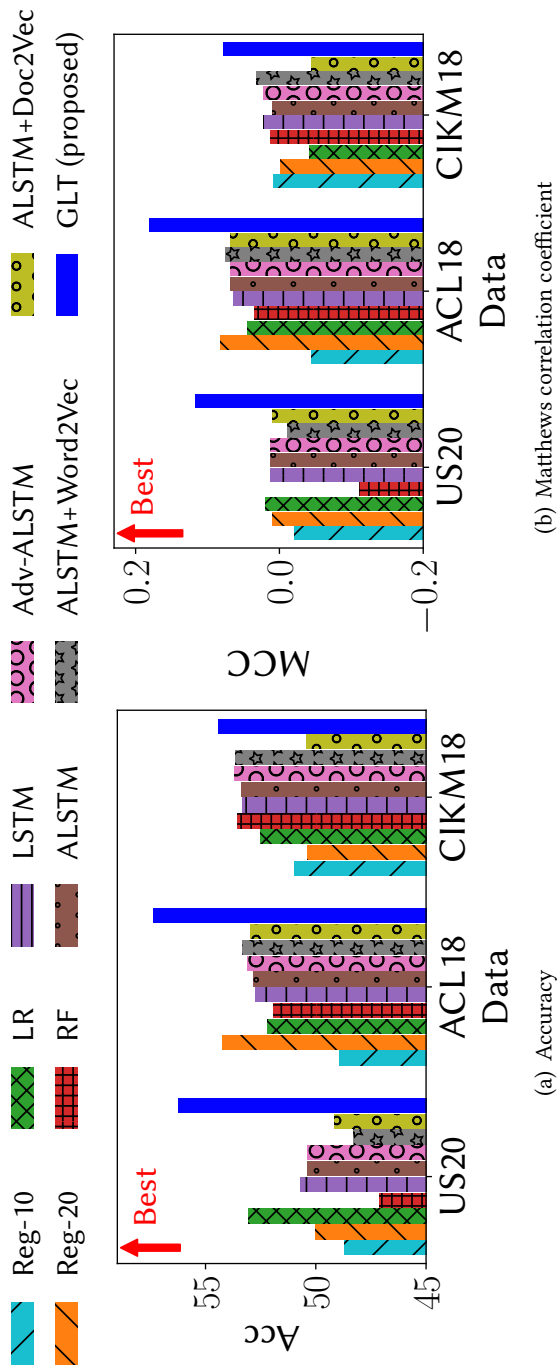 Reg-10 LR LSTM Adv-ALSTM ALSTM+Doc2Vec
Reg-20 RF ALSTM ALSTM+Word2Vec GLT (proposed)
Acc
55
50
45
Best
US20 ACL18 CIKM18
Data
(a) Accuracy
MCC
0.2
0.0
−0.2
Best
US20 ACL18 CIKM18
Data
(b) Matthews correlation coefficient